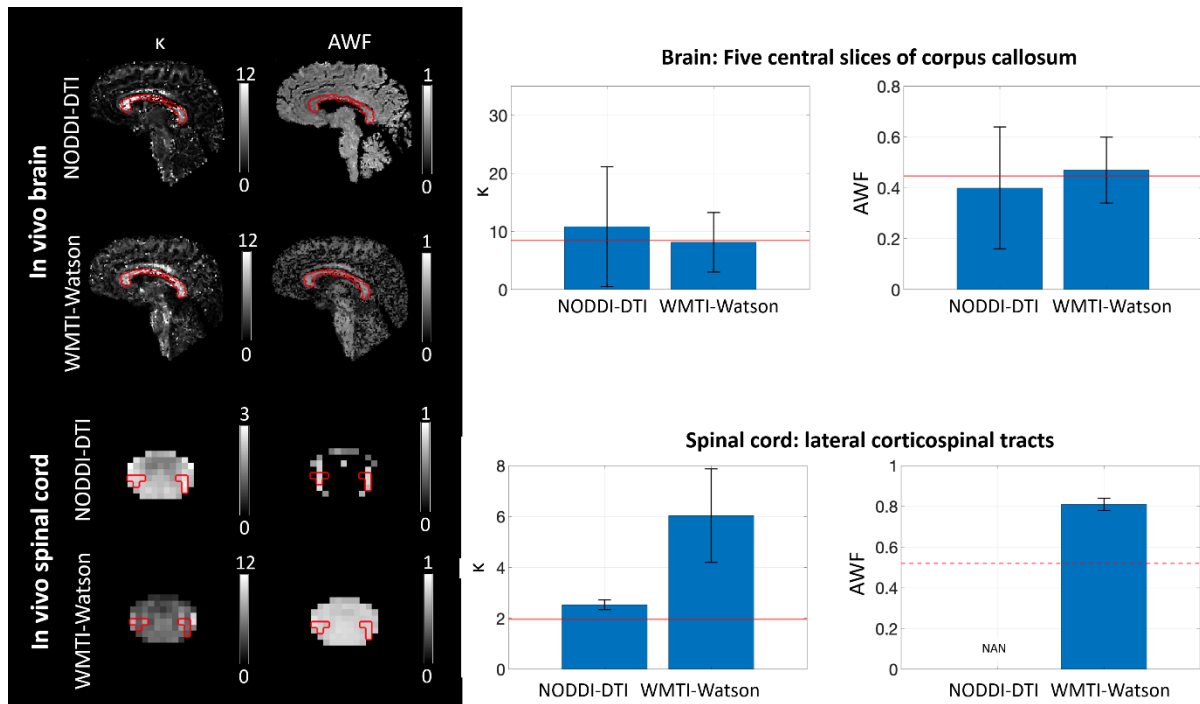 κ AWF
In vivo brain
NODDI-DTI
12
0
1
0
WMTI-Watson
12
0
1
0
In vivo spinal cord
NODDI-DTI
3
0
1
0
WMTI-Watson
12
0
1
0
Brain: Five central slices of corpus callosum
κ
30
20
10
0
NODDI-DTI WMTI-Watson
AWF
0.8
0.6
0.4
0.2
0
NODDI-DTI WMTI-Watson
Spinal cord: lateral corticospinal tracts
κ
8
6
4
2
0
NODDI-DTI WMTI-Watson
AWF
1
0.8
0.6
0.4
0.2
0
NAN
NODDI-DTI WMTI-Watson